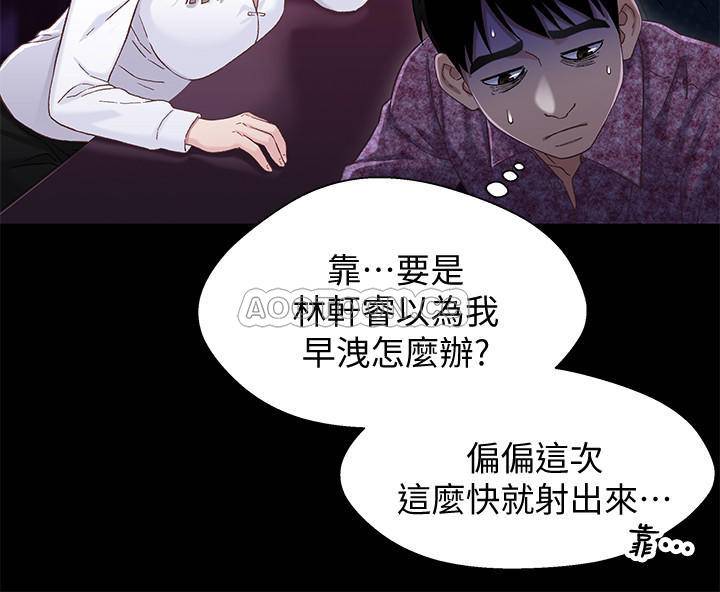 靠…要是
林軒睿以為我
早洩怎麼辦?
偏偏這次
這麼快就射出來…
靠…